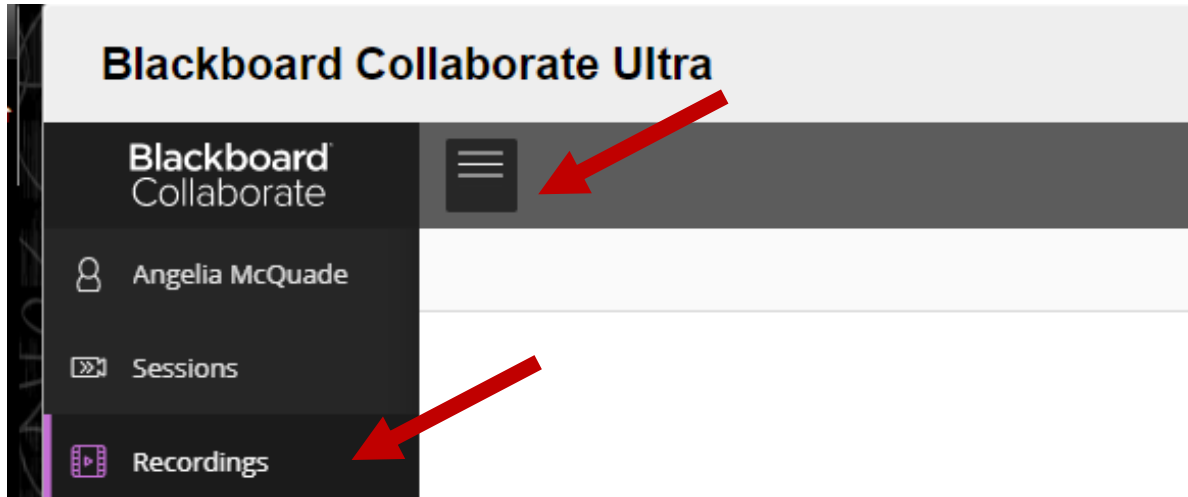 Blackboard Collaborate Ultra
Blackboard
Collaborate
Angelia McQuade
Sessions
Recordings